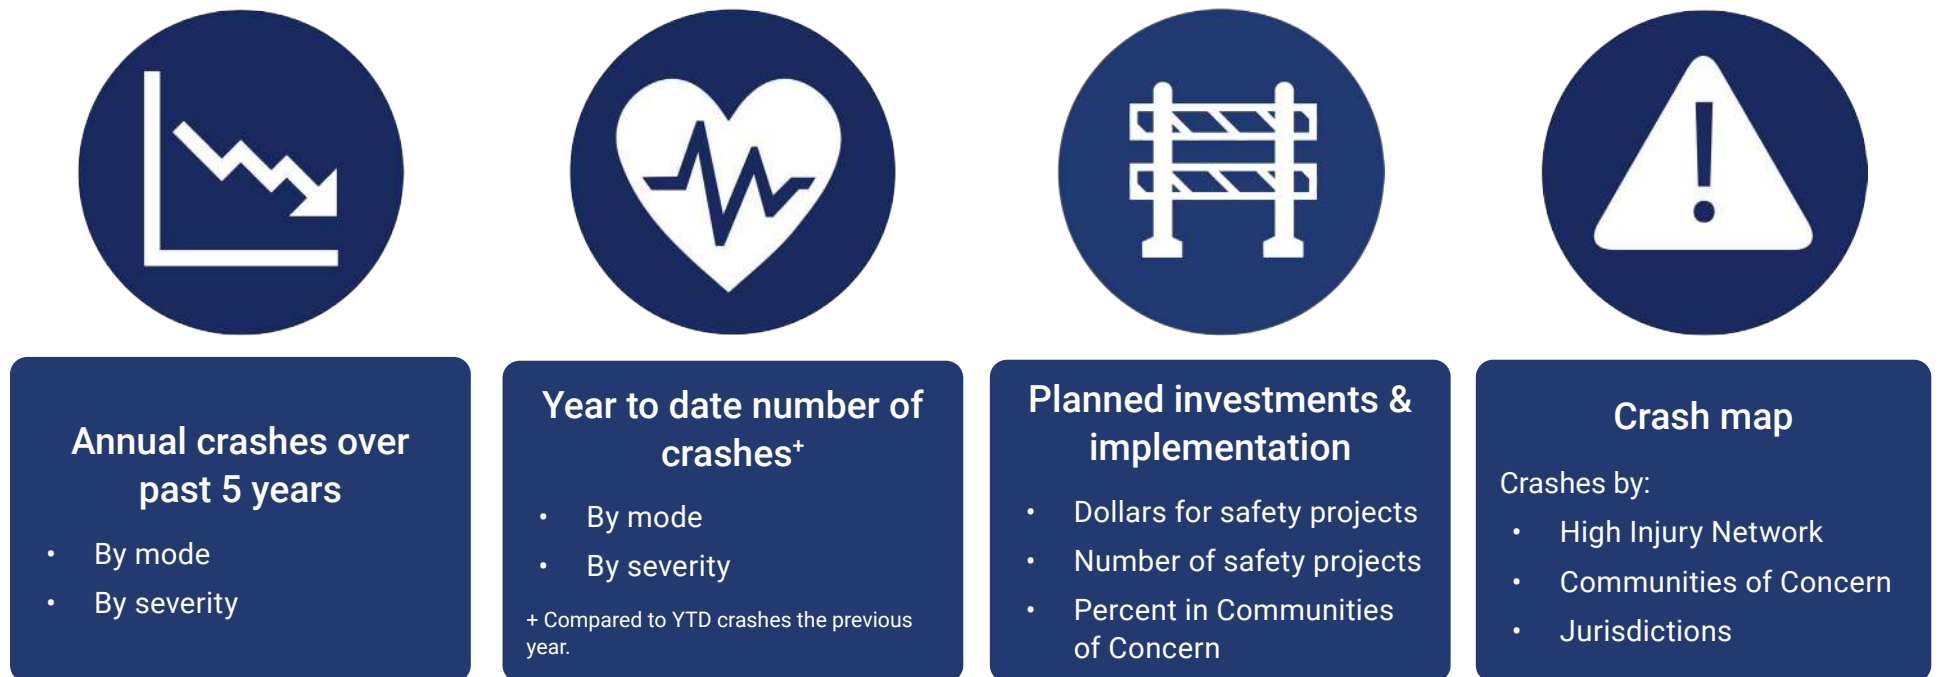 Annual crashes over
past 5 years
• By mode
• By severity
Year to date number of
crashes+
• By mode
• By severity
+ Compared to YTD crashes the previous
year.
Planned investments &
implementation
• Dollars for safety projects
• Number of safety projects
• Percent in Communities
of Concern
Crash map
Crashes by:
• High Injury Network
• Communities of Concern
• Jurisdictions